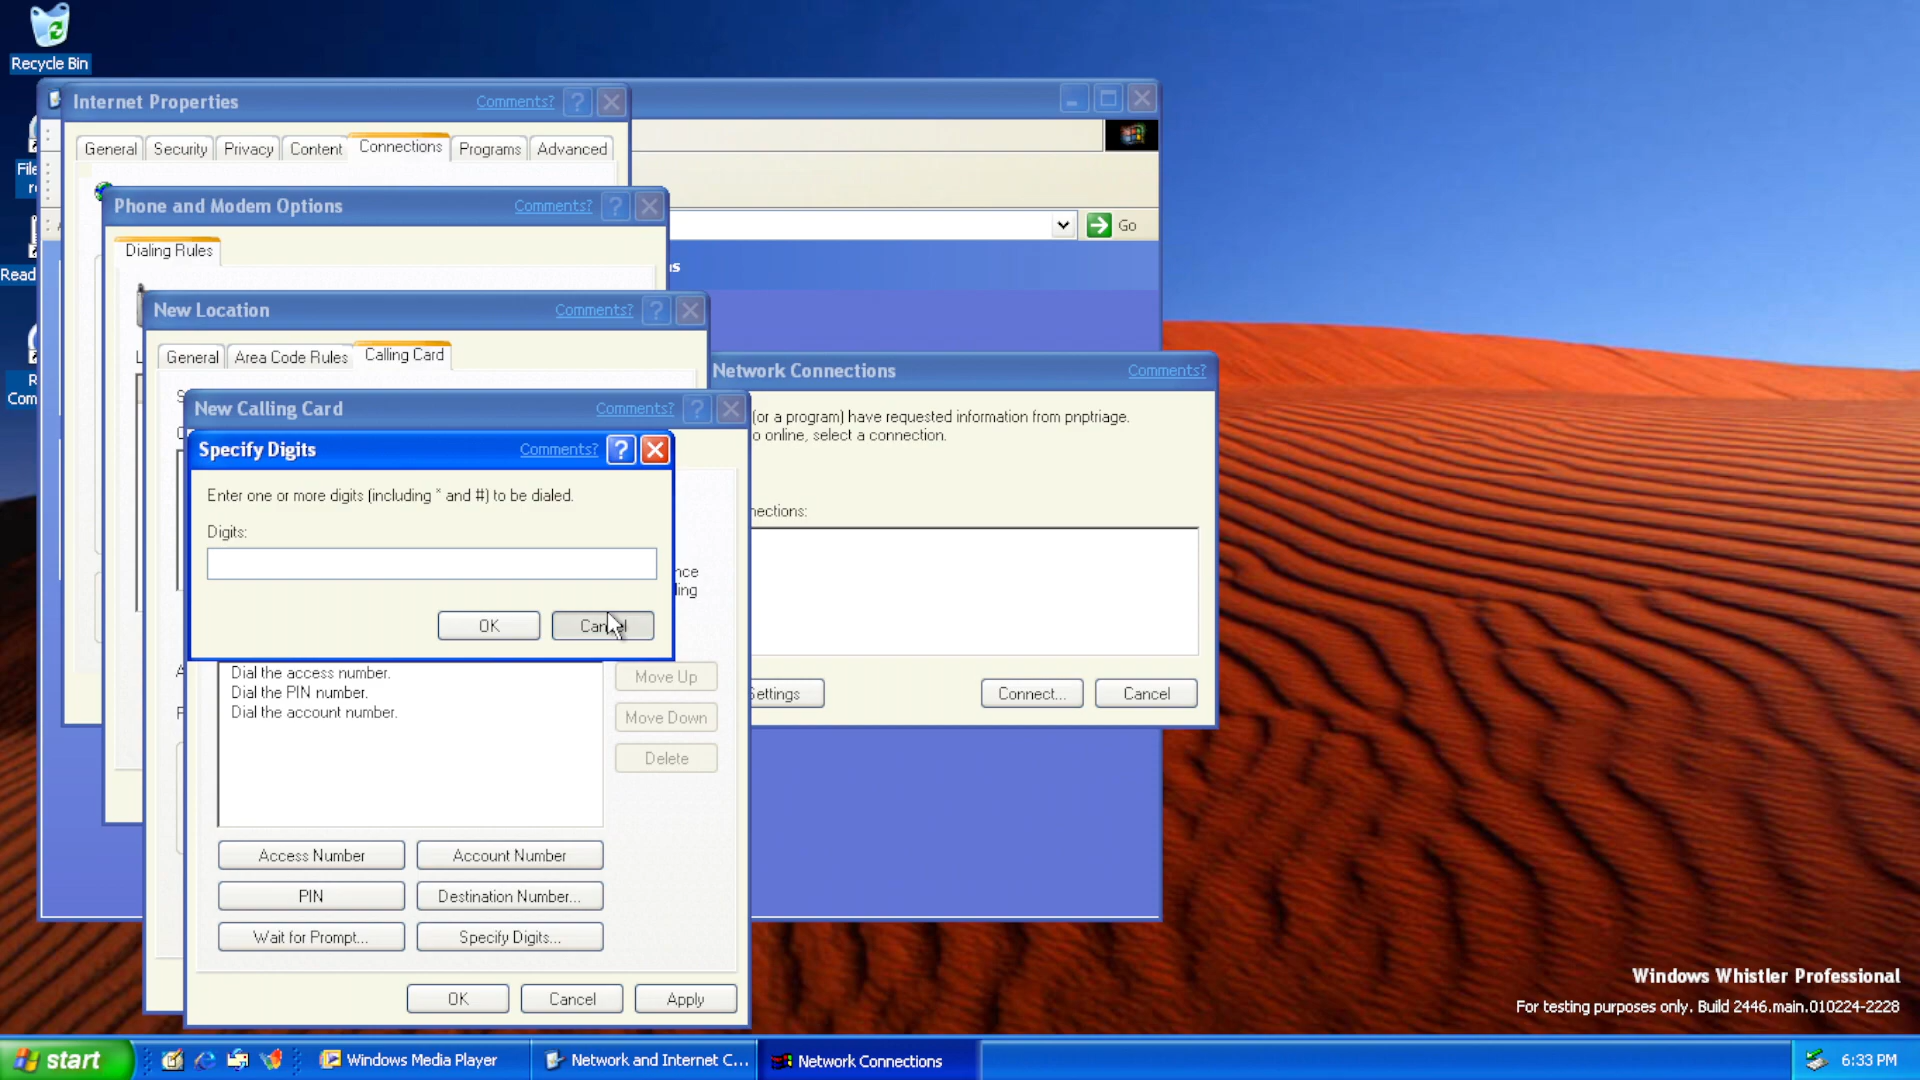 Recycle Bin
Internet Properties
Comments?
General
Security
Privacy
Content
Connections
Programs
Advanced
Phone and Modem Options
Comments?
Go
Dialing Rules
Read
New Location
Comments?
General
Area Code Rules
Calling Card
Network Connections
Comments?
(or a program) have requested information from pnptriage.
o online, select a connection.
New Calling Card
Comments?
Specify Digits
Comments?
Enter one or more digits (including * and #) to be dialed.
Digits:
OK
Cancel
Dial the access number.
Dial the PIN number.
Dial the account number.
Move Up
Move Down
Delete
nections:
Settings
Connect...
Cancel
Access Number
Account Number
PIN
Destination Number...
Wait for Prompt...
Specify Digits...
OK
Cancel
Apply
Windows Whistler Professional
For testing purposes only. Build 2446.main.010224-2228
start
Windows Media Player
Network and Internet C...
Network Connections
6:33 PM